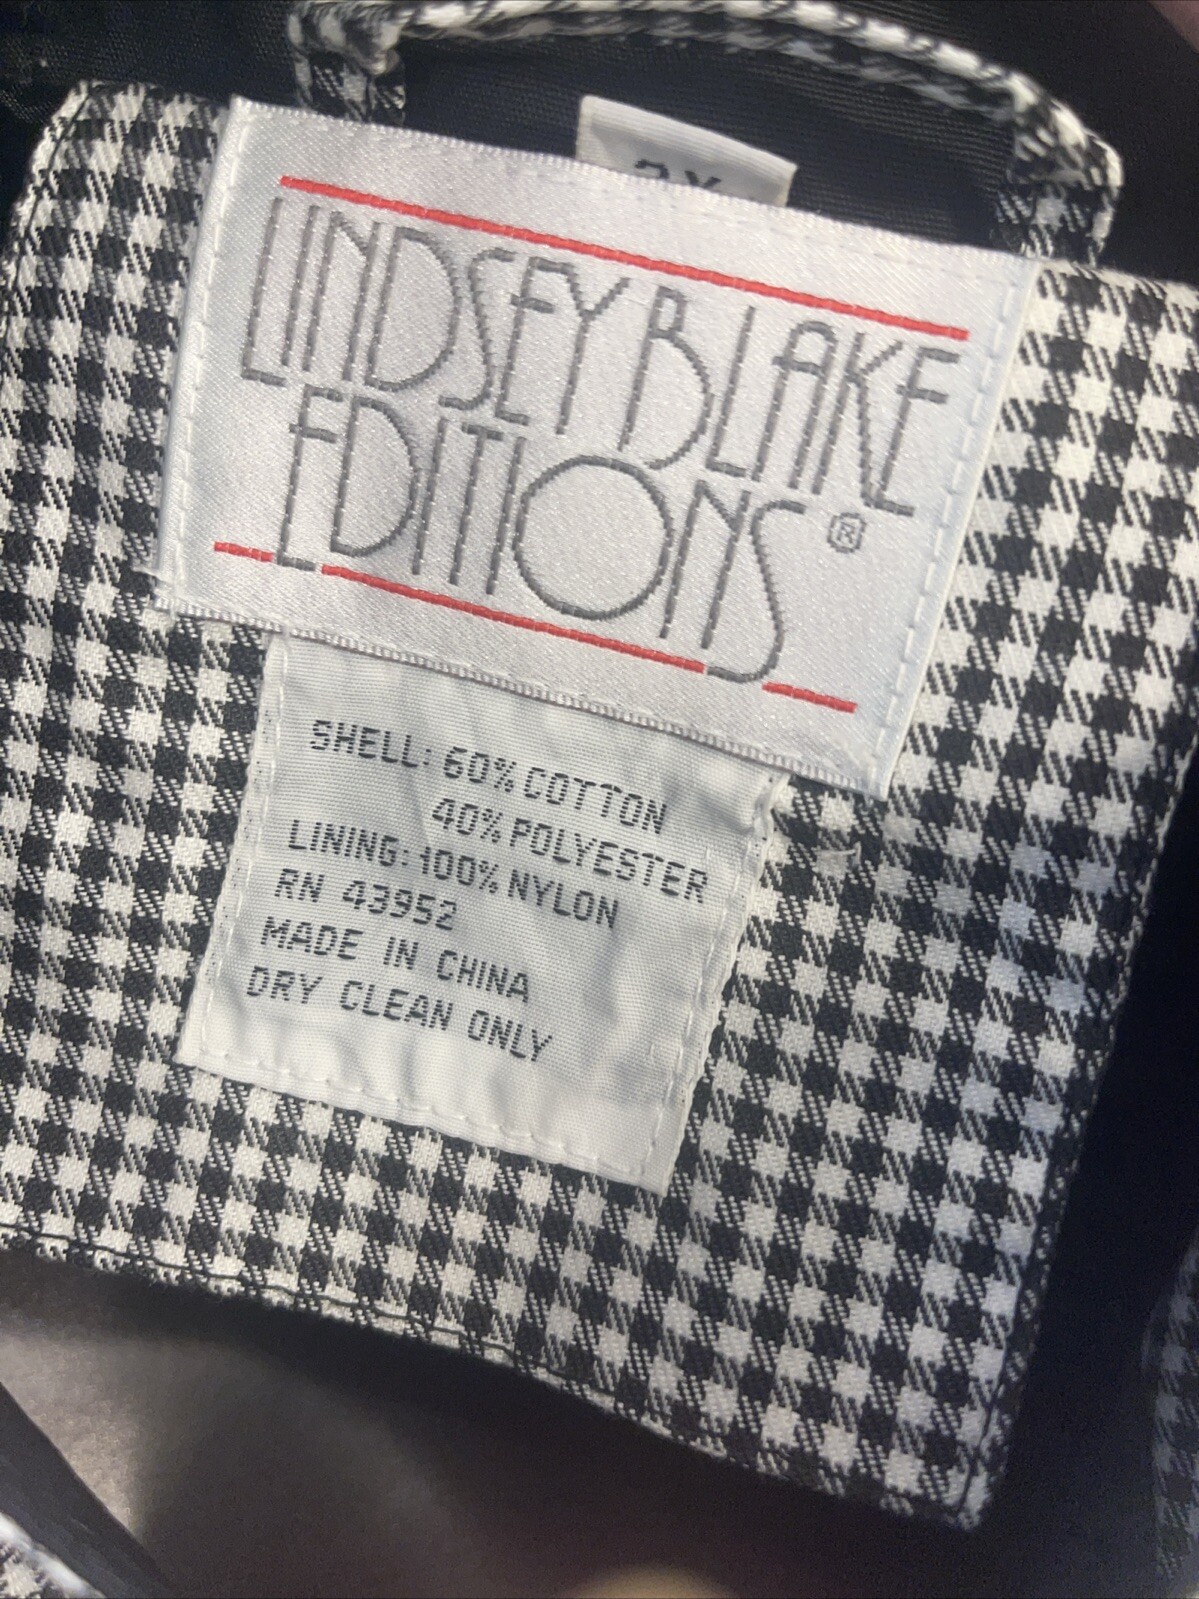 LINDSEY BLAKE
EDITIONS®
SHELL: 60% COTTON
40% POLYESTER
LINING: 100% NYLON
RN 43952
MADE IN CHINA
DRY CLEAN ONLY